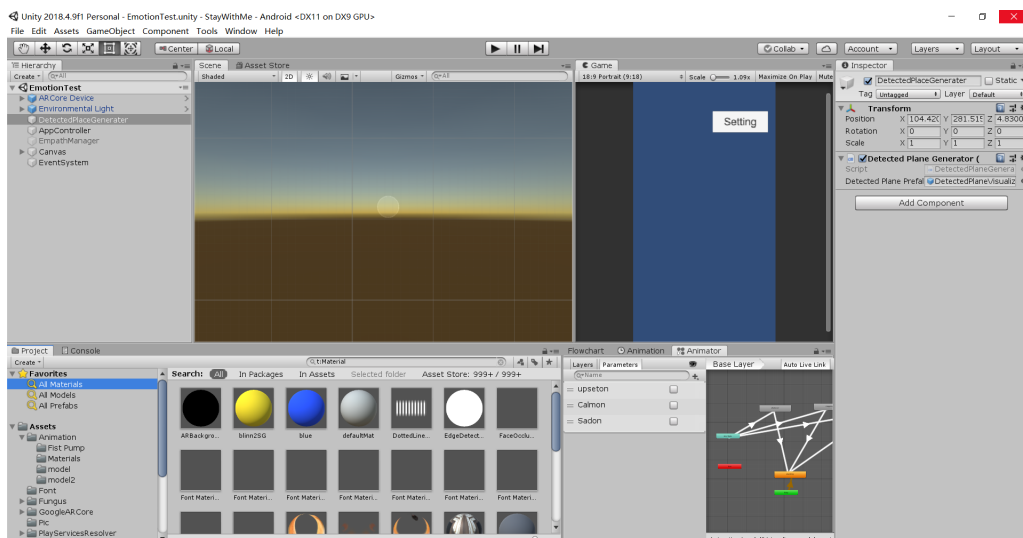 Unity 2018.4.9f1 Personal - EmotionTest.unity - StayWithMe - Android <DX11 on DX9 GPU>
File Edit Assets GameObject Component Tools Window Help
Center Local Collab Account Layers Layout
Hierarchy
Create All
EmotionTest
ARCore Device
Environmental Light
DetectedPlaceGenerater
AppController
EmpathManager
Canvas
EventSystem
Scene Asset Store
Shaded 2D Gizmos All
Game
18:9 Portrait (9:18) Scale 1.09x Maximize On Play Mute
Setting
Inspector
DetectedPlaceGenerater Static
Tag Untagged Layer Default
Transform
Position X 104.420 Y 281.515 Z 4.8300
Rotation X 0 Y 0 Z 0
Scale X 1 Y 1 Z 1
Detected Plane Generator (
Script DetectedPlaneGenera
Detected Plane Prefal DetectedPlaneVisualiz
Add Component
Project Console
Create t:Material
Favorites
All Materials
All Models
All Prefabs
Assets
Animation
Fist Pump
Materials
model
model2
Font
Fungus
GoogleARCore
Pic
PlayServicesResolver
Search: All In Packages In Assets Selected folder Asset Store: 999+ / 999+
ARBackgro... blinn2SG blue defaultMat DottedLine... EdgeDetect... FaceOcclu...
Font Materi... Font Materi... Font Materi... Font Materi... Font Materi... Font Materi... Font Materi...
Flowchart Animation Animator
Layers Parameters Base Layer Auto Live Link
Name
upseton
Calmon
Sadon